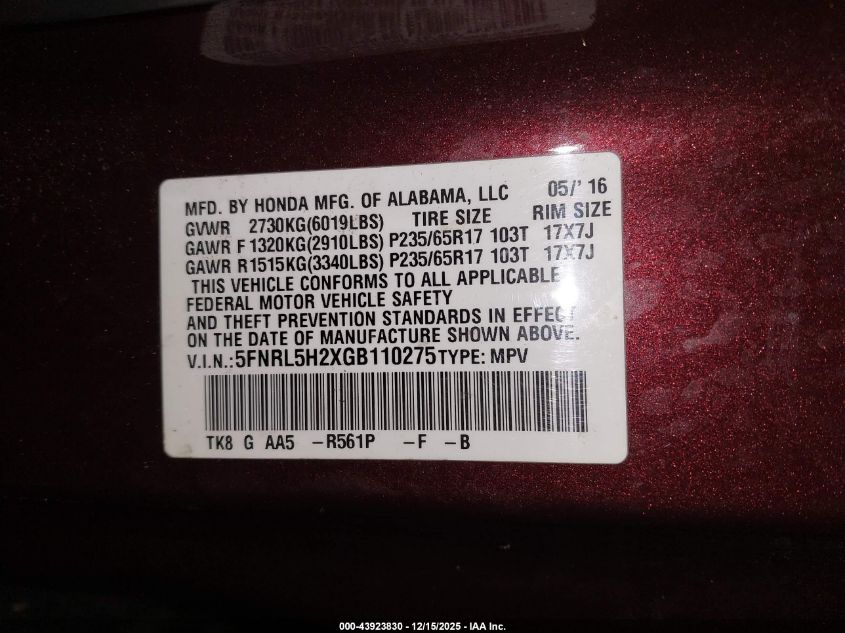 MFD. BY HONDA MFG. OF ALABAMA, LLC 05/' 16
GVWR 2730KG(6019LBS) TIRE SIZE RIM SIZE
GAWR F 1320KG(2910LBS) P235/65R17 103T 17X7J
GAWR R 1515KG(3340LBS) P235/65R17 103T 17X7J
THIS VEHICLE CONFORMS TO ALL APPLICABLE
FEDERAL MOTOR VEHICLE SAFETY
AND THEFT PREVENTION STANDARDS IN EFFECT
ON THE DATE OF MANUFACTURE SHOWN ABOVE.
V.I.N.:5FNRL5H2XGB110275 TYPE: MPV
TK8 G AA5 -R561P -F -B
000-43923830 - 12/15/2025 - IAA Inc.